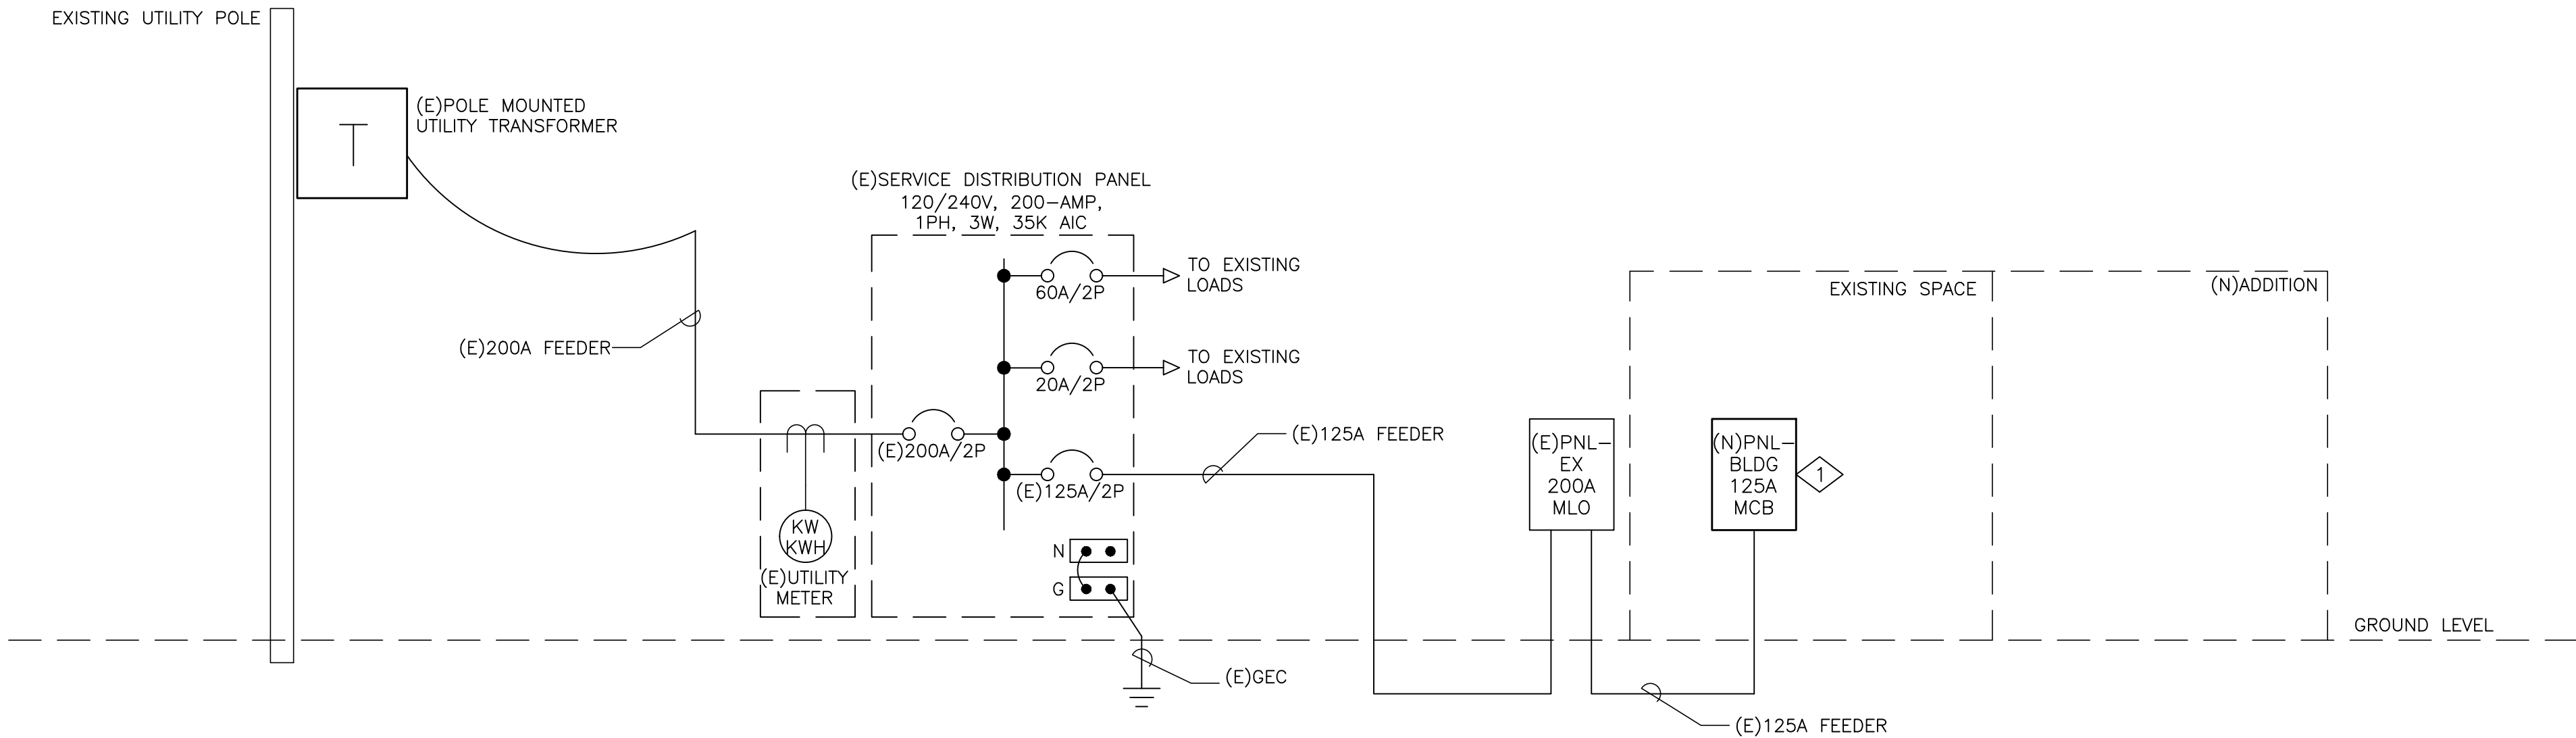 EXISTING UTILITY POLE
T
(E)POLE MOUNTED
UTILITY TRANSFORMER
(E)200A FEEDER
(E)SERVICE DISTRIBUTION PANEL
120/240V, 200-AMP,
1PH, 3W, 35K AIC
60A/2P
TO EXISTING
LOADS
20A/2P
TO EXISTING
LOADS
(E)200A/2P
(E)125A/2P
KW
KWH
(E)UTILITY
METER
N
G
(E)GEC
(E)125A FEEDER
(E)PNL-
EX
200A
MLO
EXISTING SPACE
(N)ADDITION
(N)PNL-
BLDG
125A
MCB
1
GROUND LEVEL
(E)125A FEEDER